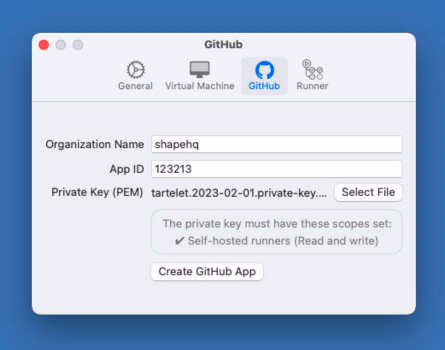 GitHub
General
Virtual Machine
GitHub
Runner
Organization Name
shapehq
App ID
123213
Private Key (PEM)
tartelet.2023-02-01.private-key....
Select File
The private key must have these scopes set:
✔ Self-hosted runners (Read and write)
Create GitHub App